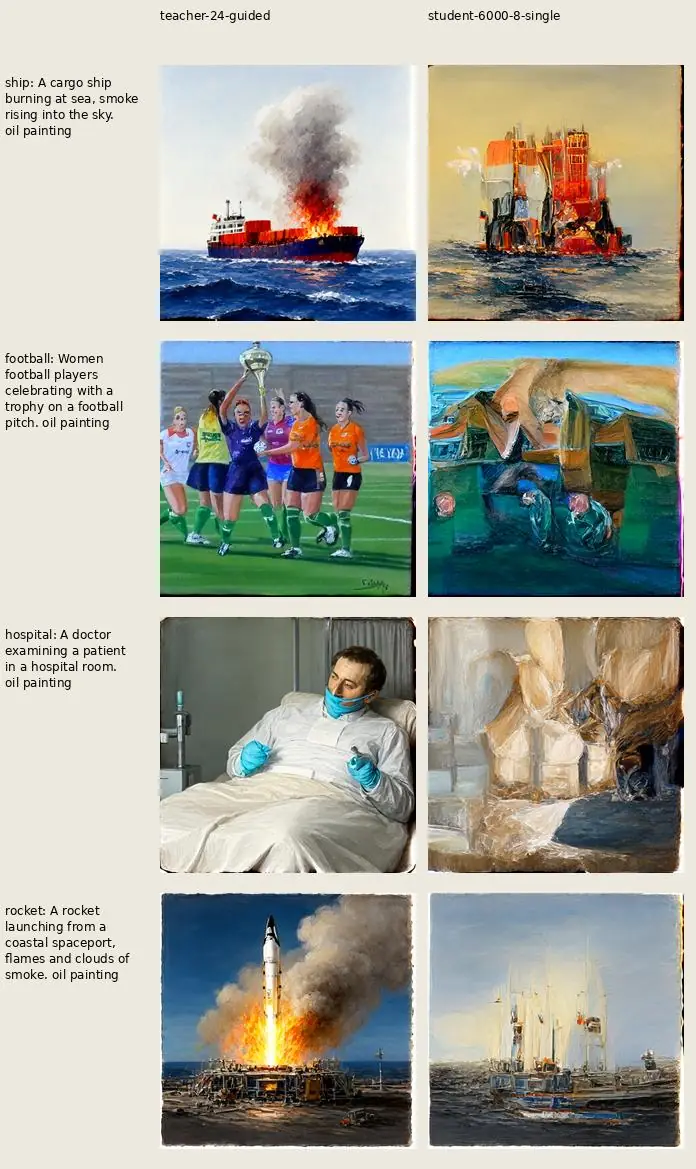 teacher-24-guided
student-6000-8-single
ship: A cargo ship
burning at sea, smoke
rising into the sky.
oil painting
football: Women
football players
celebrating with a
trophy on a football
pitch. oil painting
hospital: A doctor
examining a patient
in a hospital room.
oil painting
rocket: A rocket
launching from a
coastal spaceport,
flames and clouds of
smoke. oil painting